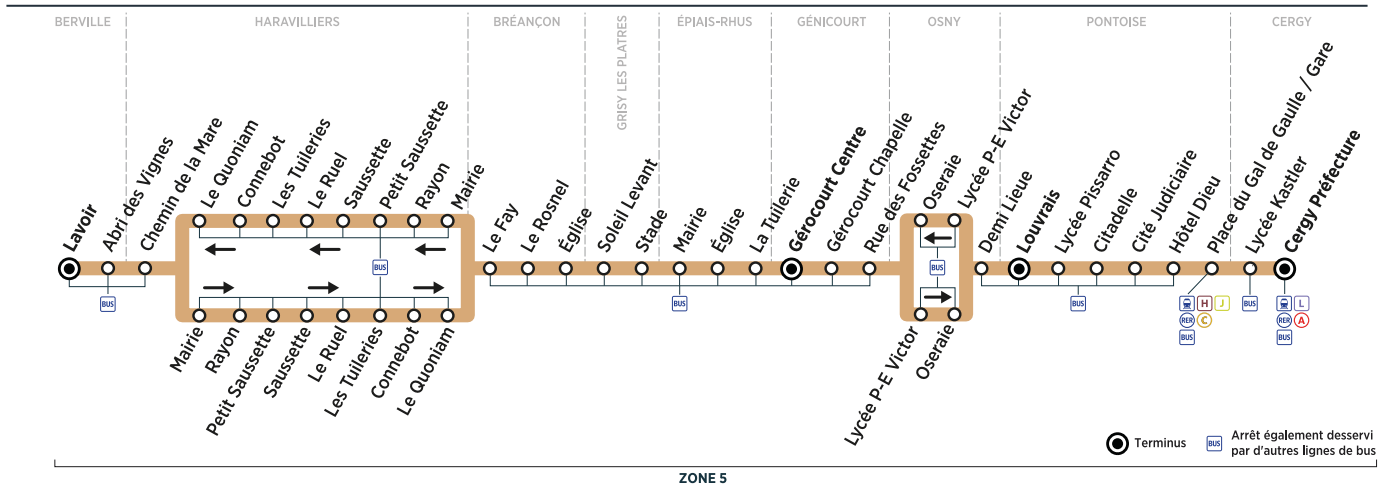 BERVILLE
HARAVILLIERS
BRÉANÇON
GRISY LES PLATRES
ÉPIAIS-RHUS
GÉNICOURT
OSNY
PONTOISE
CERGY
Lavoir
Abri des Vignes
Chemin de la Mare
Le Quoniam
Connebot
Les Tuileries
Le Ruel
Saussette
Petit Saussette
Rayon
Mairie
BUS
BUS
Mairie
Rayon
Petit Saussette
Saussette
Le Ruel
Les Tuileries
Connebot
Le Quoniam
Le Fay
Le Rosnel
Église
Soleil Levant
Stade
Mairie
Église
La Tuilerie
Gérocourt Centre
Gérocourt Chapelle
Rue des Fossettes
BUS
Oseraie
Lycée P-E Victor
BUS
Lycée P-E Victor
Oseraie
Demi Lieue
Louvrais
Lycée Pissarro
Citadelle
Cité Judiciaire
Hôtel Dieu
Place du Gal de Gaulle / Gare
Lycée Kastler
Cergy Préfecture
BUS
H J
RER C
BUS
BUS
L
RER A
BUS
Terminus
BUS Arrêt également desservi
par d'autres lignes de bus
ZONE 5